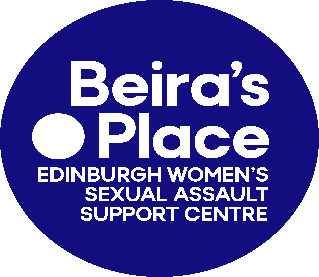 Beira's
Place
EDINBURGH WOMEN'S
SEXUAL ASSAULT
SUPPORT CENTRE